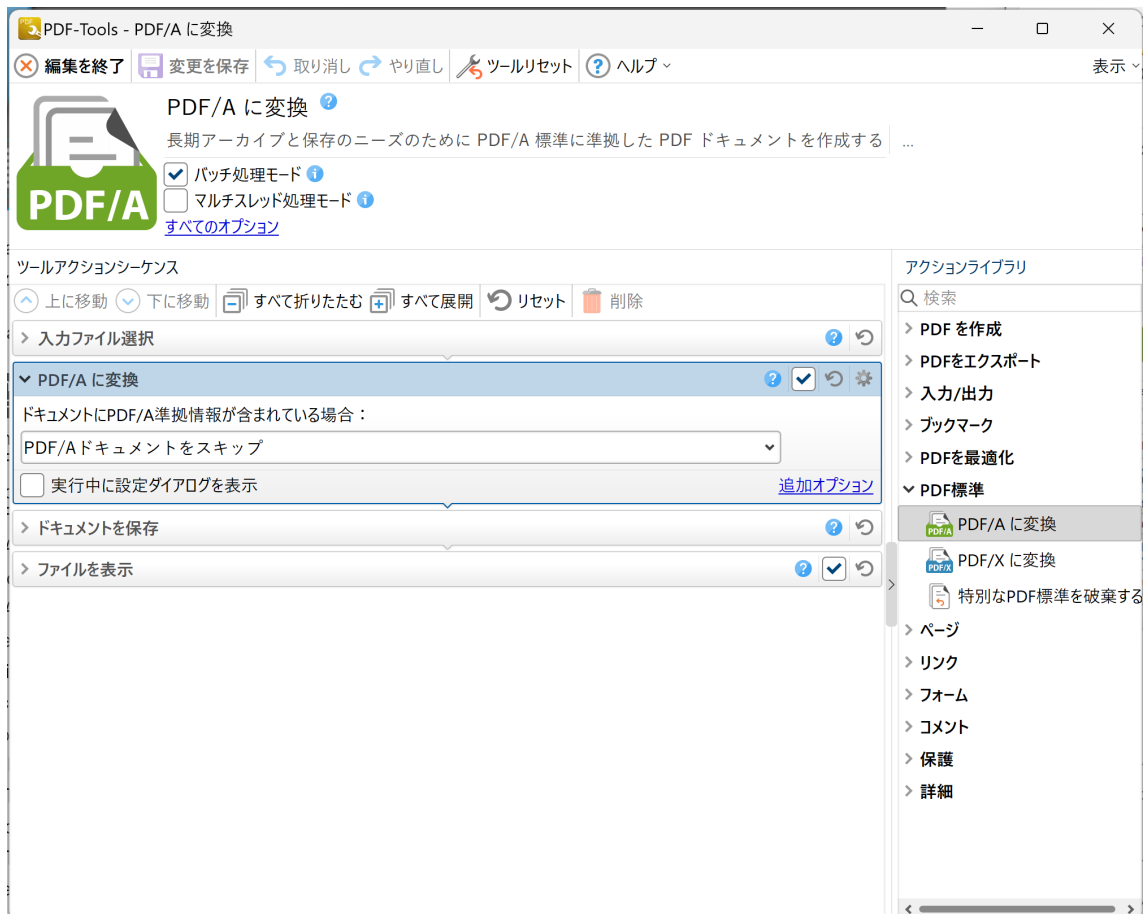 PDF-Tools - PDF/A に変換
編集を終了 変更を保存 取り消し やり直し ツールリセット ヘルプ 表示
PDF/A に変換
長期アーカイブと保存のニーズのために PDF/A 標準に準拠した PDF ドキュメントを作成する ...
バッチ処理モード
マルチスレッド処理モード
すべてのオプション
PDF/A
ツールアクションシーケンス
上に移動 下に移動 すべて折りたたむ すべて展開 リセット 削除
入力ファイル選択
PDF/A に変換
ドキュメントにPDF/A準拠情報が含まれている場合：
PDF/Aドキュメントをスキップ
実行中に設定ダイアログを表示 追加オプション
ドキュメントを保存
ファイルを表示
アクションライブラリ
検索
PDF を作成
PDFをエクスポート
入力/出力
ブックマーク
PDFを最適化
PDF標準
PDF/A に変換
PDF/X に変換
特別なPDF標準を破棄する
ページ
リンク
フォーム
コメント
保護
詳細